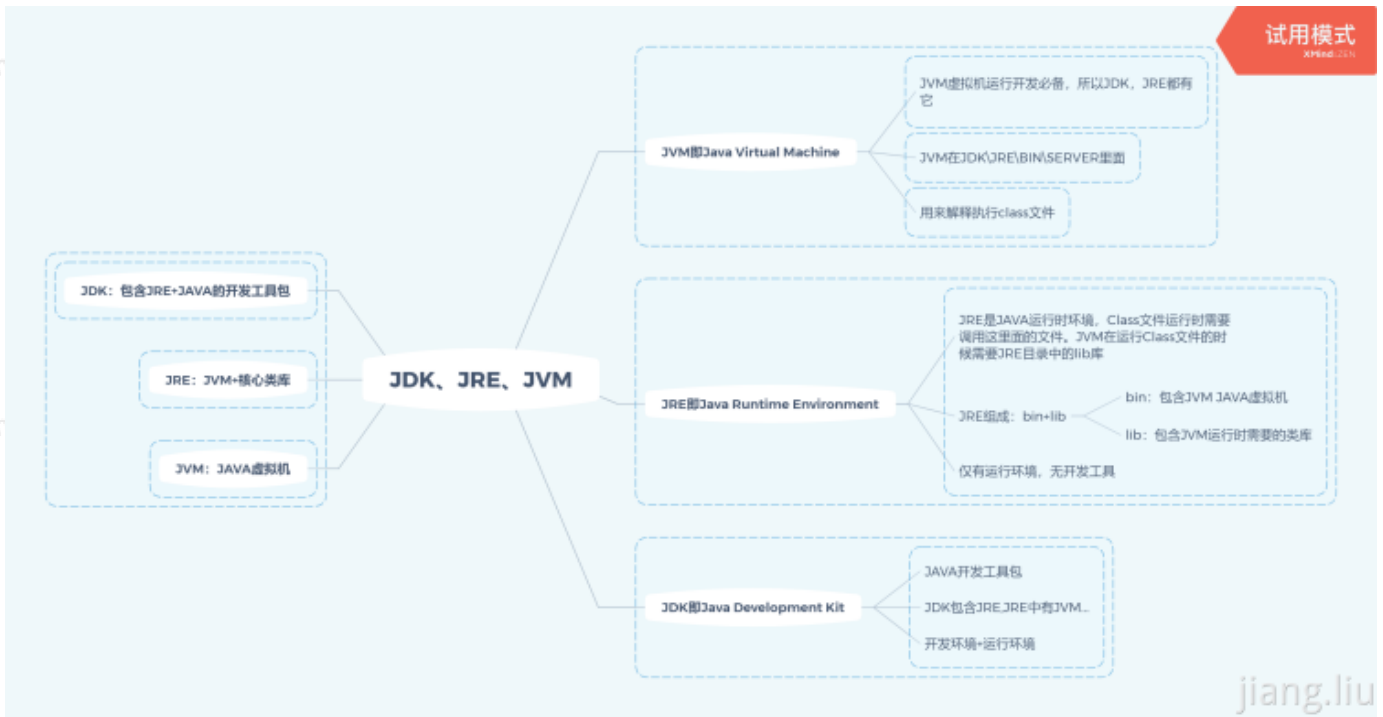 试用模式
XMind:ZEN
JDK、JRE、JVM
JVM即Java Virtual Machine
JVM虚拟机运行开发必备，所以JDK，JRE都有
它
JVM在JDK\JRE\BIN\SERVER里面
用来解释执行class文件
JRE即Java Runtime Environment
JRE是JAVA运行时环境，Class文件运行时需要
调用这里面的文件。JVM在运行Class文件的时
候需要JRE目录中的lib库
JRE组成：bin+lib
bin：包含JVM JAVA虚拟机
lib：包含JVM运行时需要的类库
仅有运行环境，无开发工具
JDK即Java Development Kit
JAVA开发工具包
JDK包含JRE,JRE中有JVM...
开发环境+运行环境
JDK：包含JRE+JAVA的开发工具包
JRE：JVM+核心类库
JVM：JAVA虚拟机
jiang.liu